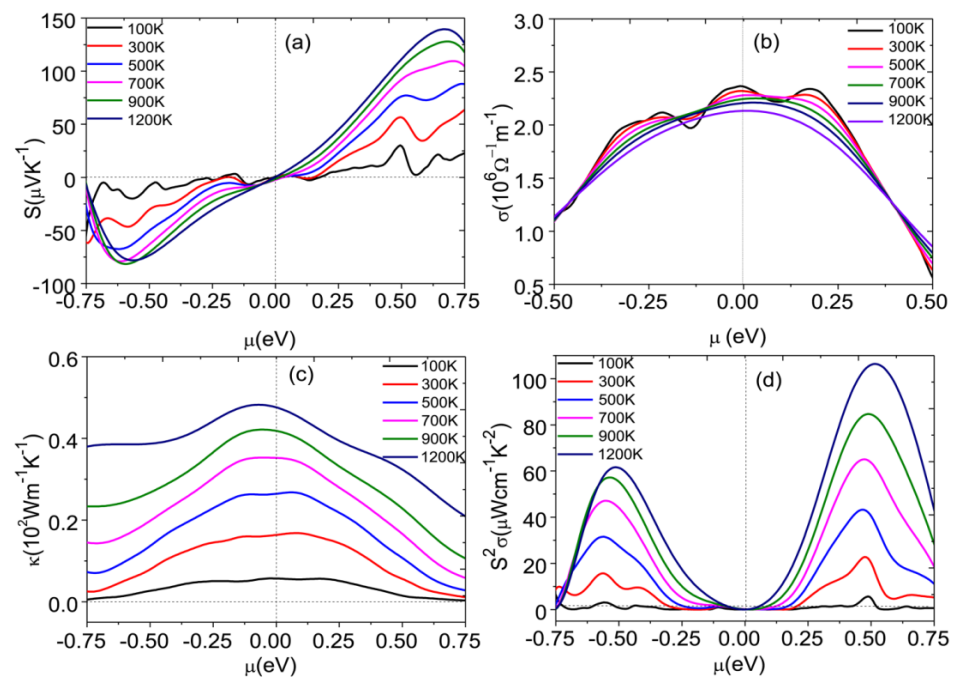 (a)
100K
300K
500K
700K
900K
1200K
150
100
50
0
-50
-100
-0.75 -0.50 -0.25 0.00 0.25 0.50 0.75
S(μVK⁻¹)
μ(eV)
(b)
100K
300K
500K
700K
900K
1200K
3.0
2.5
2.0
1.5
1.0
0.5
-0.50 -0.25 0.00 0.25 0.50
σ(10⁶Ω⁻¹m⁻¹)
μ (eV)
(c)
100K
300K
500K
700K
900K
1200K
0.6
0.4
0.2
0.0
-0.75 -0.50 -0.25 0.00 0.25 0.50 0.75
κ(10²Wm⁻¹K⁻¹)
μ(eV)
(d)
100K
300K
500K
700K
900K
1200K
100
80
60
40
20
0
-0.75 -0.50 -0.25 0.00 0.25 0.50 0.75
S²σ(μWcm⁻¹K⁻²)
μ(eV)